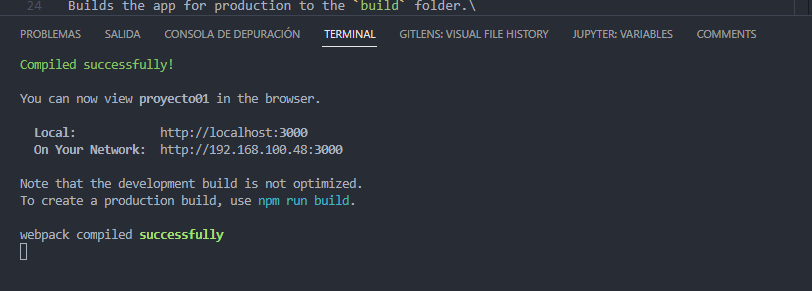 24 Builds the app for production to the `build` folder.\
PROBLEMAS SALIDA CONSOLA DE DEPURACIÓN TERMINAL GITLENS: VISUAL FILE HISTORY JUPYTER: VARIABLES COMMENTS
Compiled successfully!
You can now view proyecto01 in the browser.
Local: http://localhost:3000
On Your Network: http://192.168.100.48:3000
Note that the development build is not optimized.
To create a production build, use npm run build.
webpack compiled successfully